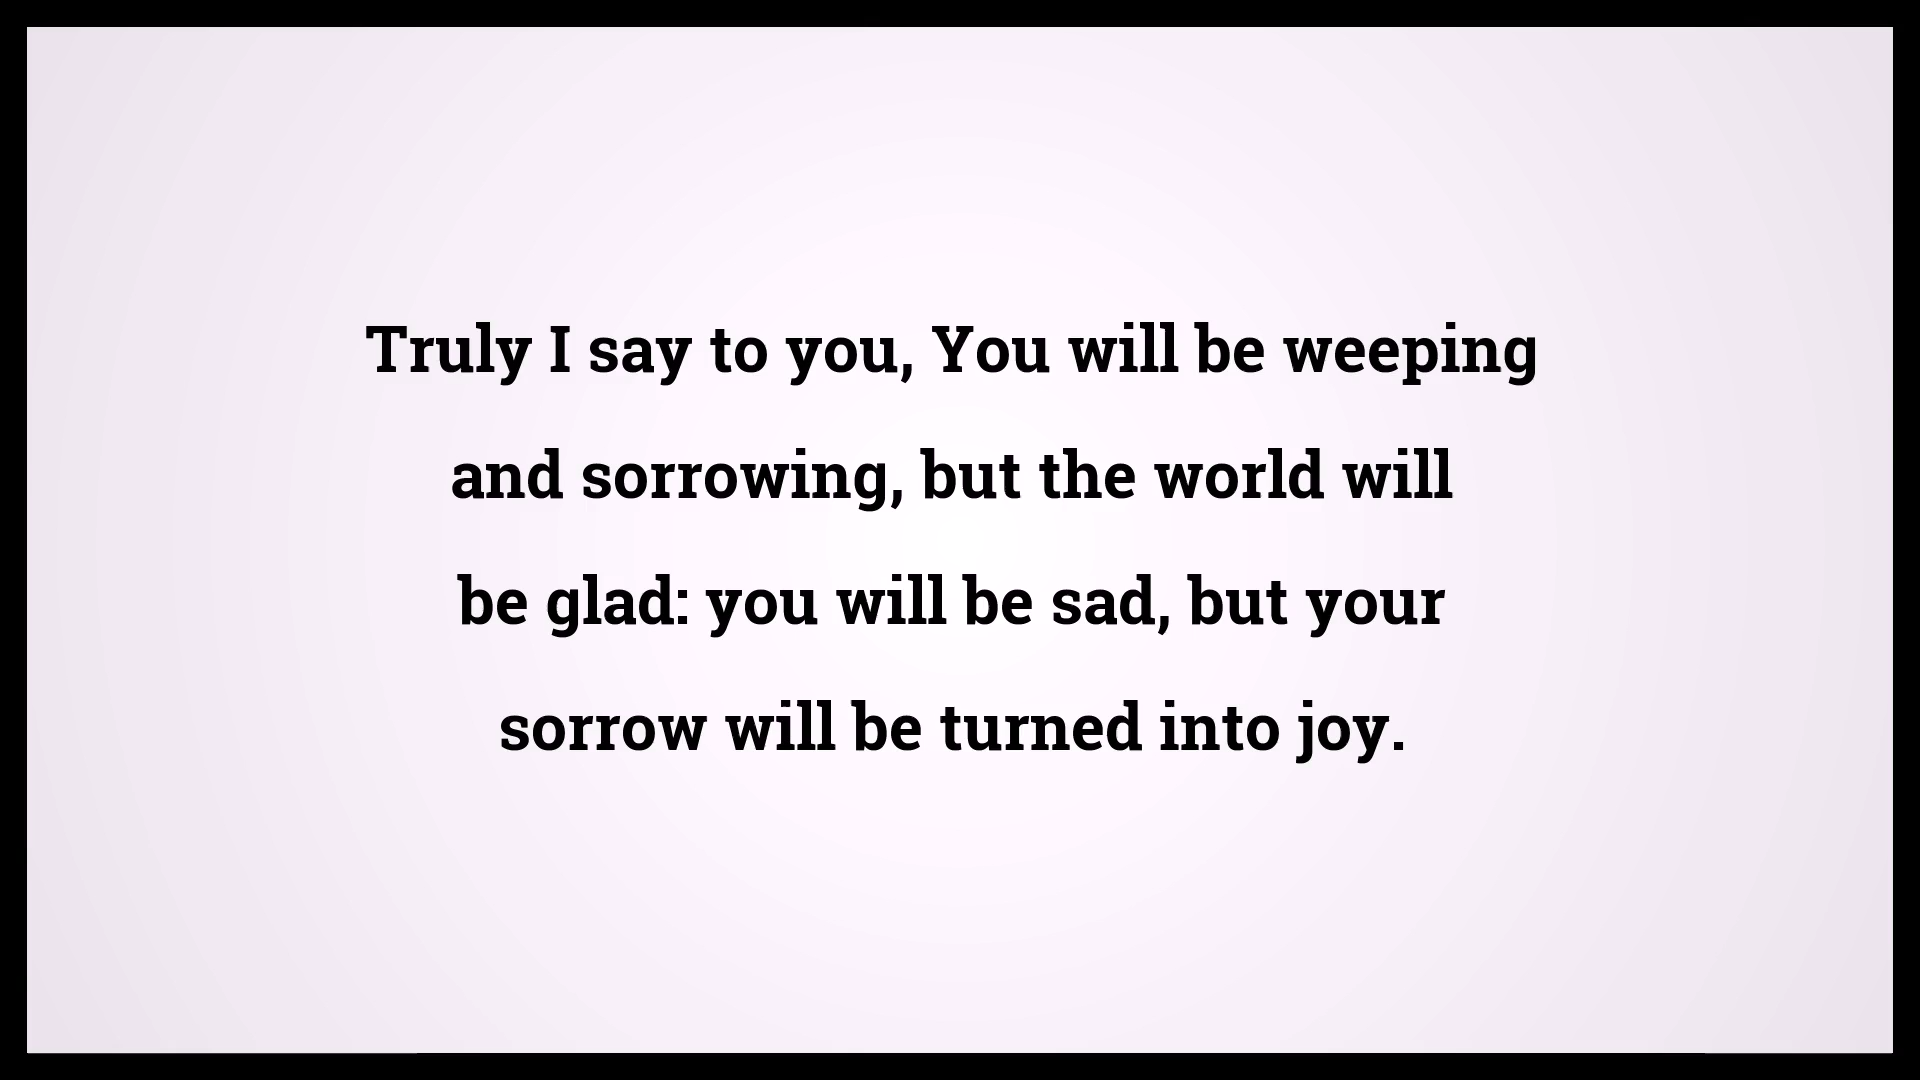 Truly I say to you, You will be weeping
and sorrowing, but the world will
be glad: you will be sad, but your
sorrow will be turned into joy.